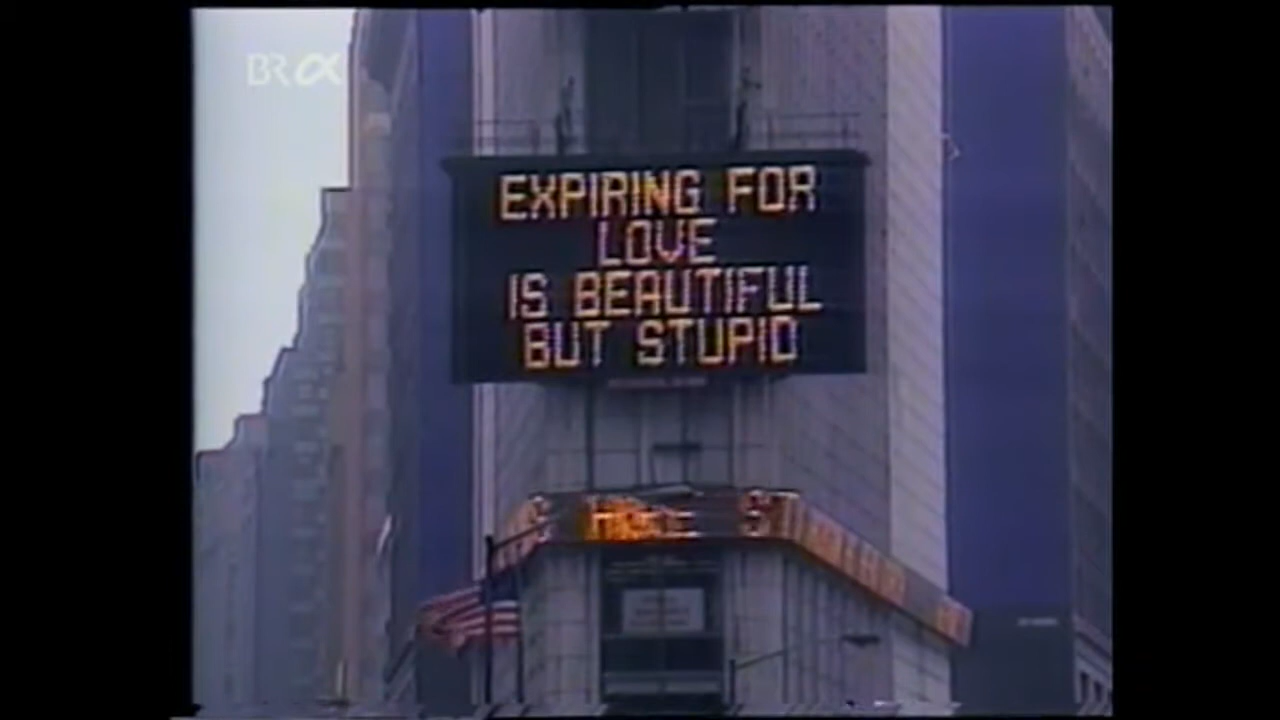 BRα
EXPIRING FOR
LOVE
IS BEAUTIFUL
BUT STUPID